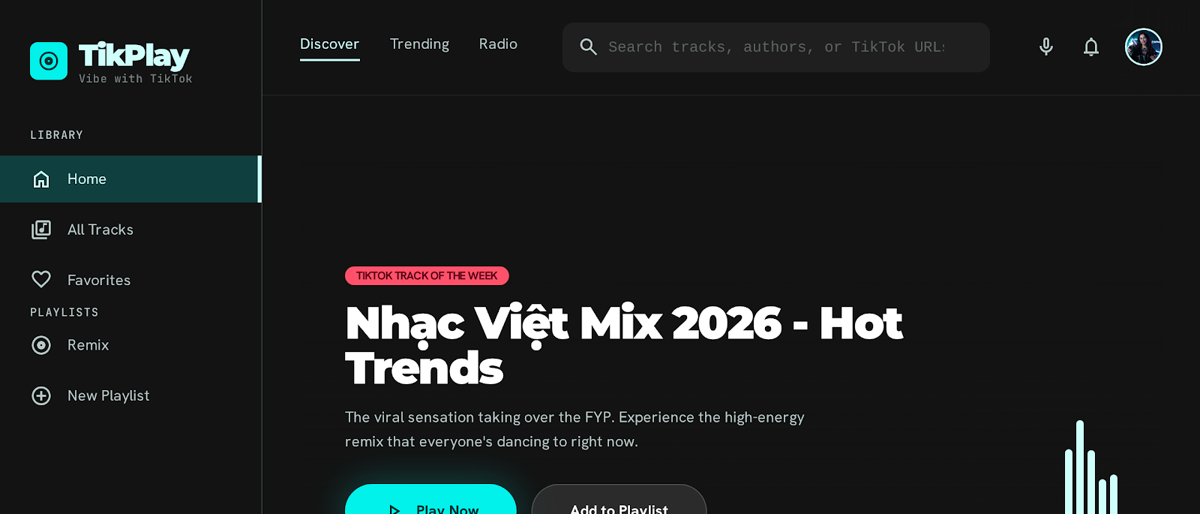 TikPlay
Vibe with TikTok
LIBRARY
Home
All Tracks
Favorites
PLAYLISTS
Remix
New Playlist
Discover
Trending
Radio
Search tracks, authors, or TikTok URLs
TIKTOK TRACK OF THE WEEK
Nhạc Việt Mix 2026 - Hot
Trends
The viral sensation taking over the FYP. Experience the high-energy
remix that everyone's dancing to right now.
Play Now
Add to Playlist